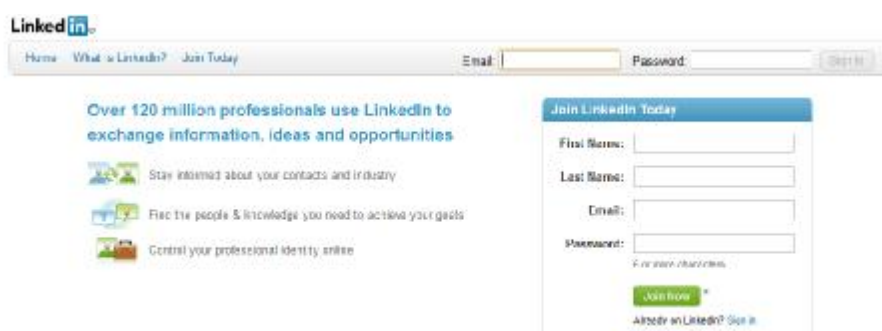 Linked in
Home What is LinkedIn? Join Today Email: Password: Sign In
Over 120 million professionals use LinkedIn to
exchange information, ideas and opportunities
Stay informed about your contacts and industry
Find the people & knowledge you need to achieve your goals
Control your professional identity online
Join LinkedIn Today
First Name:
Last Name:
Email:
Password:
6 or more characters
Join Now *
Already on LinkedIn? Sign in